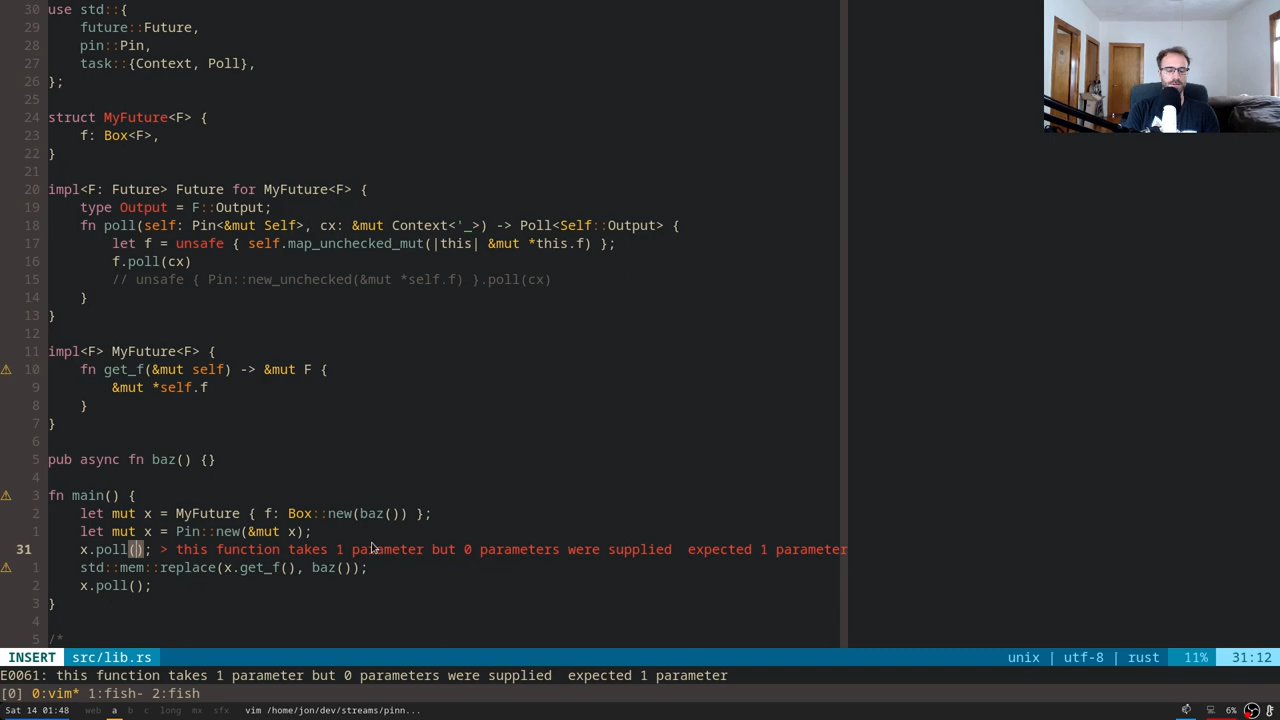 30 use std::{
29     future::Future,
28     pin::Pin,
27     task::{Context, Poll},
26 };
25
24 struct MyFuture<F> {
23     f: Box<F>,
22 }
21
20 impl<F: Future> Future for MyFuture<F> {
19     type Output = F::Output;
18     fn poll(self: Pin<&mut Self>, cx: &mut Context<'_>) -> Poll<Self::Output> {
17         let f = unsafe { self.map_unchecked_mut(|this| &mut *this.f) };
16         f.poll(cx)
15         // unsafe { Pin::new_unchecked(&mut *self.f) }.poll(cx)
14     }
13 }
12
11 impl<F> MyFuture<F> {
⚠ 10     fn get_f(&mut self) -> &mut F {
9         &mut *self.f
8     }
7 }
6
5 pub async fn baz() {}
4
⚠ 3 fn main() {
2     let mut x = MyFuture { f: Box::new(baz()) };
1     let mut x = Pin::new(&mut x);
31     x.poll(); > this function takes 1 parameter but 0 parameters were supplied  expected 1 parameter
⚠ 1     std::mem::replace(x.get_f(), baz());
2     x.poll();
3 }
4
5 /*
INSERT src/lib.rs unix | utf-8 | rust 11% 31:12
E0061: this function takes 1 parameter but 0 parameters were supplied  expected 1 parameter
[0] 0:vim* 1:fish- 2:fish
Sat 14 01:48 web a b c long mx sfx vim /home/jon/dev/streams/pinn... 6%